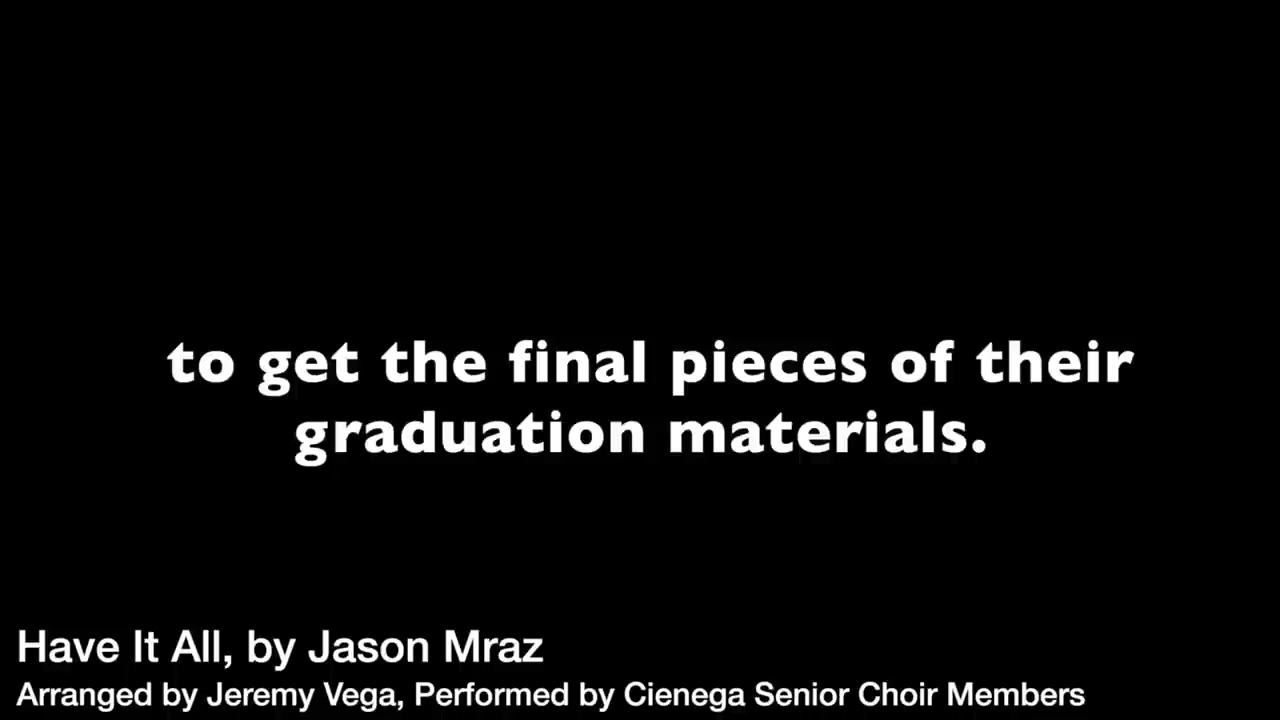 to get the final pieces of their
graduation materials.
Have It All, by Jason Mraz
Arranged by Jeremy Vega, Performed by Cienega Senior Choir Members